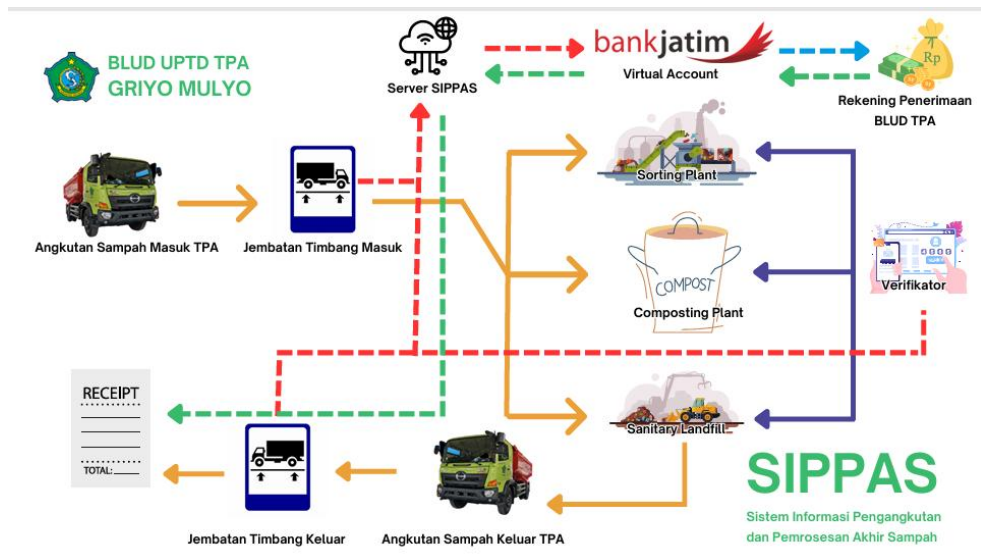 BLUD UPTD TPA
GRIYO MULYO
Server SIPPAS
bankjatim
Virtual Account
Rp
Rekening Penerimaan
BLUD TPA
Angkutan Sampah Masuk TPA
Jembatan Timbang Masuk
Sorting Plant
COMPOST
Composting Plant
Verifikator
RECEIPT
TOTAL:
Sanitary Landfill
Jembatan Timbang Keluar
Angkutan Sampah Keluar TPA
SIPPAS
Sistem Informasi Pengangkutan
dan Pemrosesan Akhir Sampah